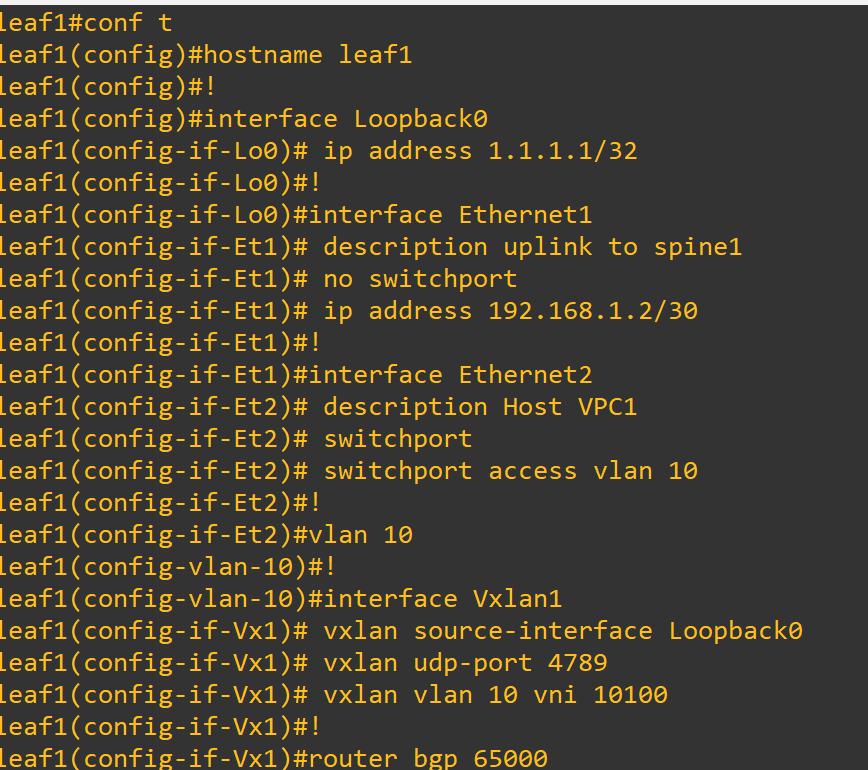 leaf1#conf t
leaf1(config)#hostname leaf1
leaf1(config)#!
leaf1(config)#interface Loopback0
leaf1(config-if-Lo0)# ip address 1.1.1.1/32
leaf1(config-if-Lo0)#!
leaf1(config-if-Lo0)#interface Ethernet1
leaf1(config-if-Et1)# description uplink to spine1
leaf1(config-if-Et1)# no switchport
leaf1(config-if-Et1)# ip address 192.168.1.2/30
leaf1(config-if-Et1)#!
leaf1(config-if-Et1)#interface Ethernet2
leaf1(config-if-Et2)# description Host VPC1
leaf1(config-if-Et2)# switchport
leaf1(config-if-Et2)# switchport access vlan 10
leaf1(config-if-Et2)#!
leaf1(config-if-Et2)#vlan 10
leaf1(config-vlan-10)#!
leaf1(config-vlan-10)#interface Vxlan1
leaf1(config-if-Vx1)# vxlan source-interface Loopback0
leaf1(config-if-Vx1)# vxlan udp-port 4789
leaf1(config-if-Vx1)# vxlan vlan 10 vni 10100
leaf1(config-if-Vx1)#!
leaf1(config-if-Vx1)#router bgp 65000